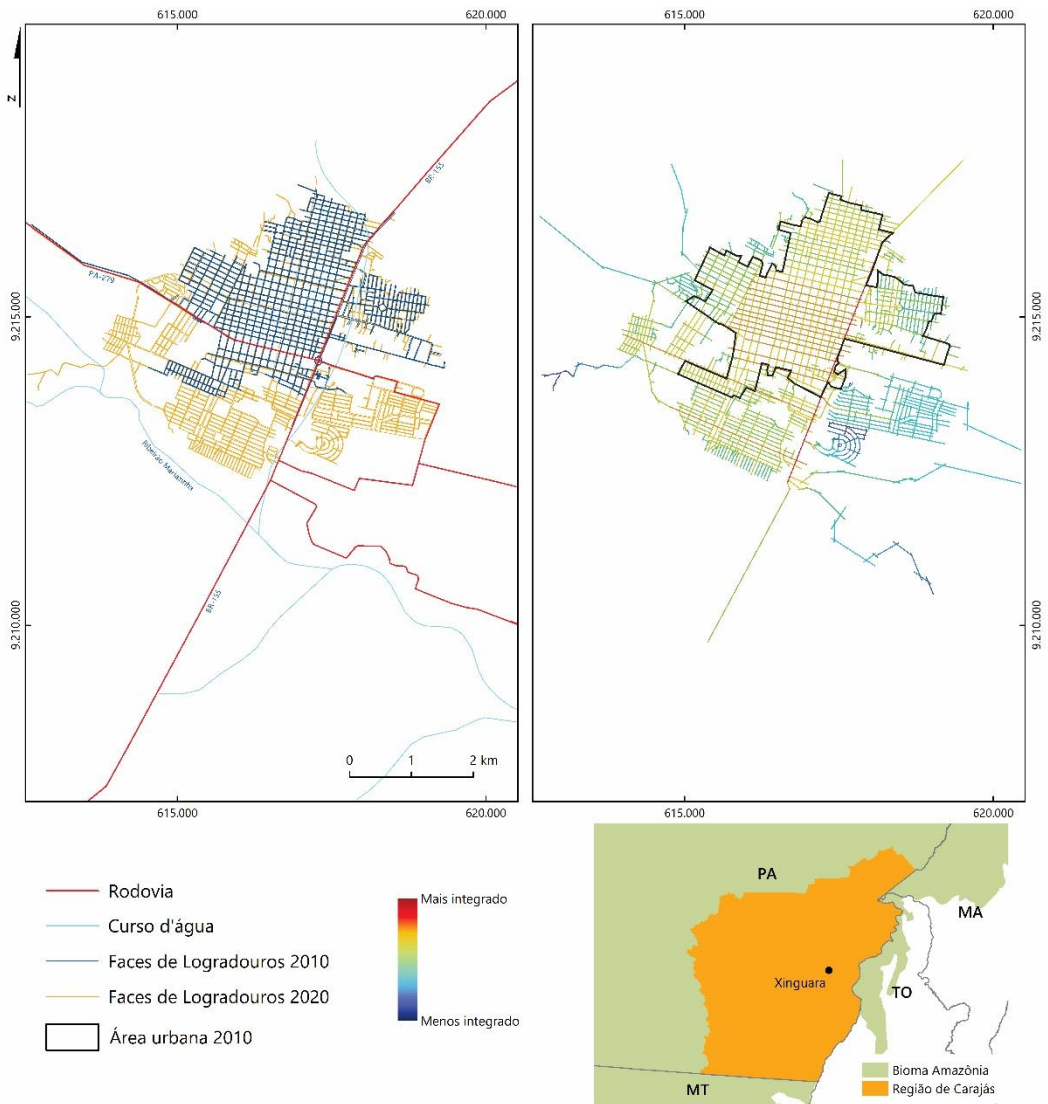 615.000
620.000
615.000
620.000
N
BR-155
PA-279
9.215.000
9.215.000
Ribeirão Mariazinha
BR-155
9.210.000
9.210.000
0 1 2 km
615.000
620.000
615.000
620.000
Rodovia
Curso d'água
Faces de Logradouros 2010
Faces de Logradouros 2020
Área urbana 2010
Mais integrado
Menos integrado
PA
MA
Xinguara
TO
MT
Bioma Amazônia
Região de Carajás